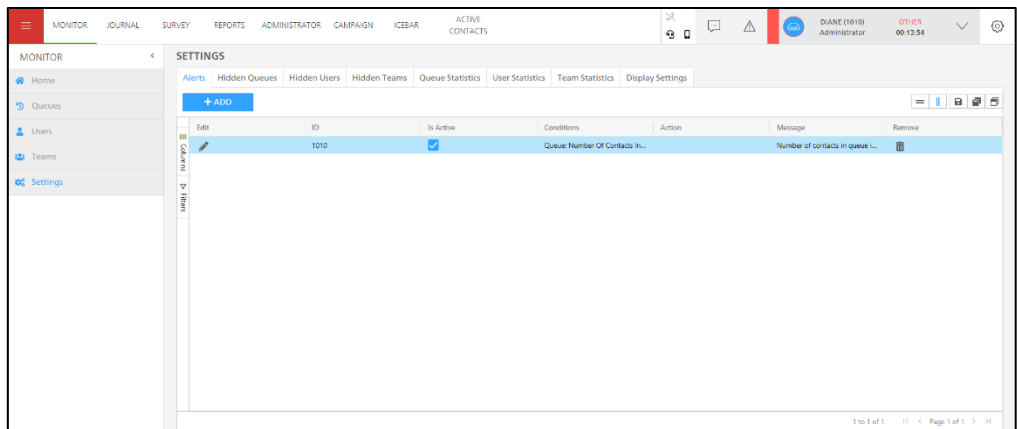 MONITOR JOURNAL SURVEY REPORTS ADMINISTRATOR CAMPAIGN ICEBAR ACTIVE CONTACTS
DIANE (1010)
Administrator
OTHER
00:13:54
MONITOR
Home
Queues
Users
Teams
Settings
SETTINGS
Alerts Hidden Queues Hidden Users Hidden Teams Queue Statistics User Statistics Team Statistics Display Settings
+ ADD
Columns
Filters
Edit ID Is Active Conditions Action Message Remove
1010 Queue: Number Of Contacts In... Number of contacts in queue i...
1 to 1 of 1 Page 1 of 1